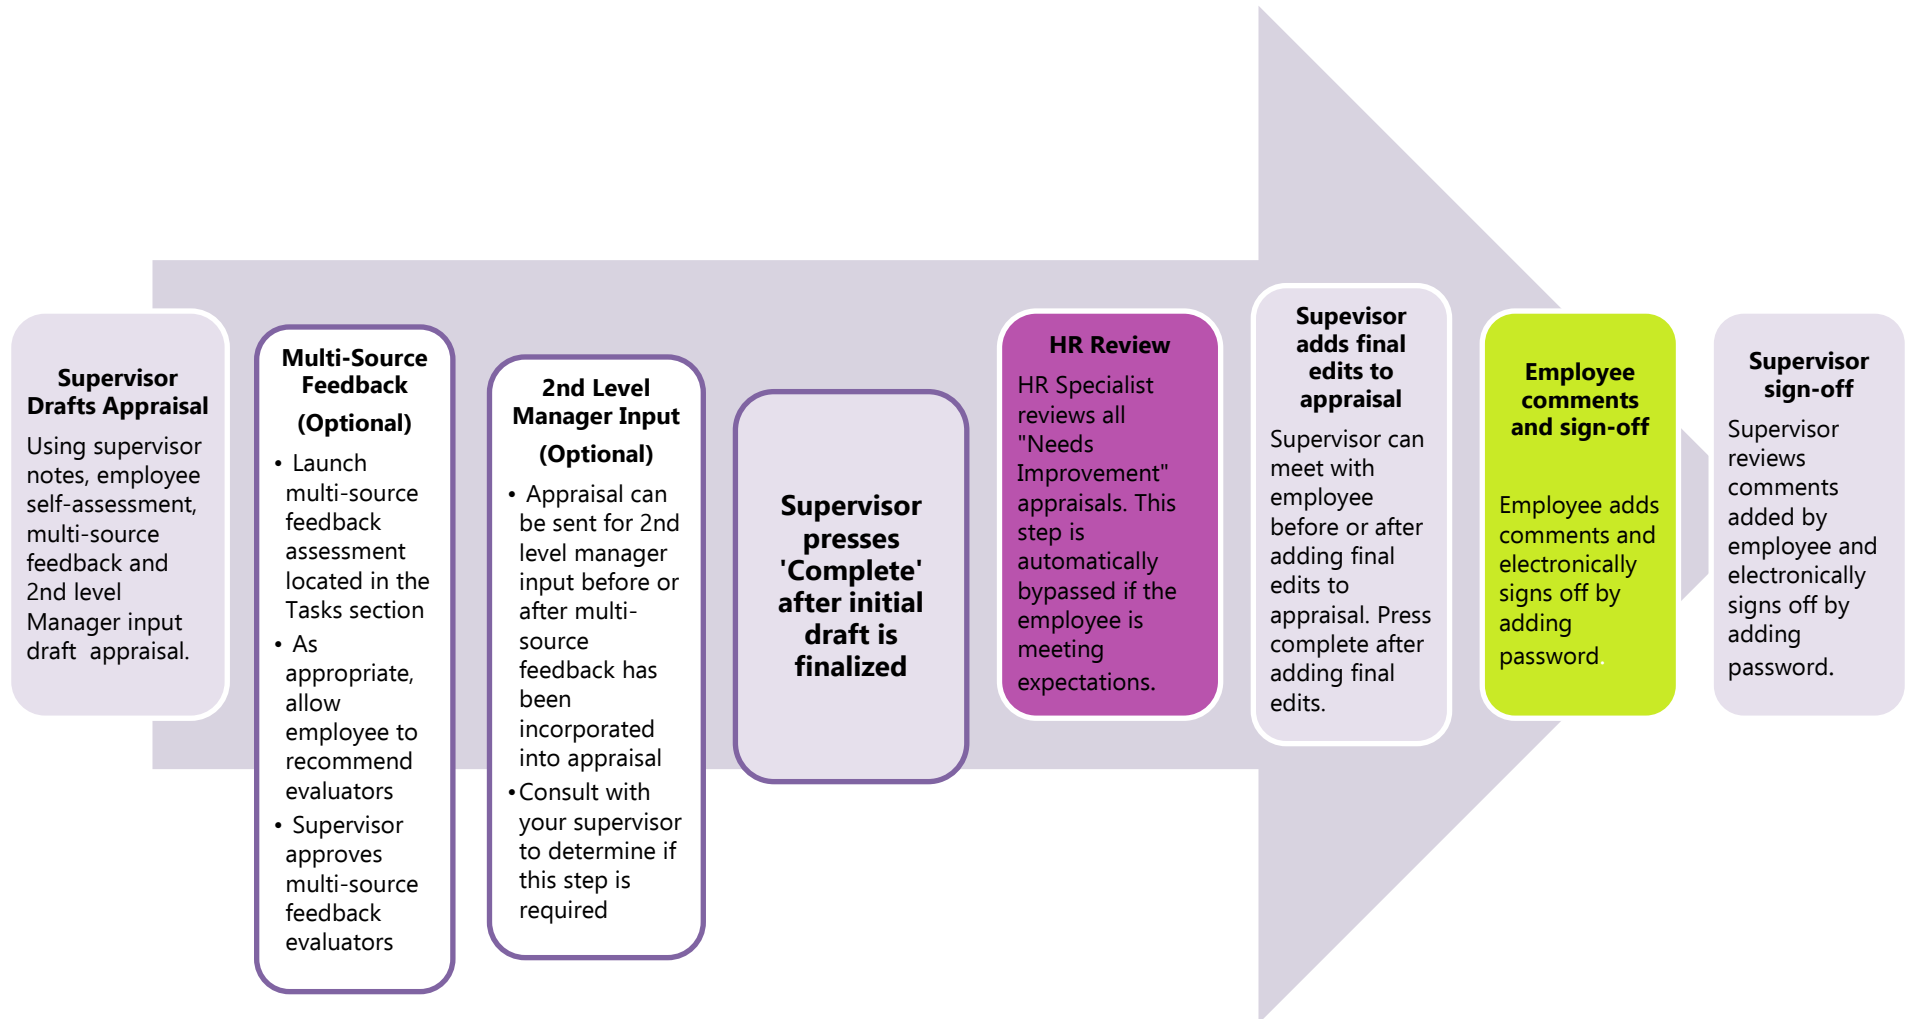 Supervisor
Drafts Appraisal
Using supervisor
notes, employee
self-assessment,
multi-source
feedback and
2nd level
Manager input
draft  appraisal.
Multi-Source
Feedback
(Optional)
• Launch
multi-source
feedback
assessment
located in the
Tasks section
• As
appropriate,
allow
employee to
recommend
evaluators
• Supervisor
approves
multi-source
feedback
evaluators
2nd Level
Manager Input
(Optional)
• Appraisal can
be sent for 2nd
level manager
input before or
after multi-
source
feedback has
been
incorporated
into appraisal
• Consult with
your supervisor
to determine if
this step is
required
Supervisor
presses
'Complete'
after initial
draft is
finalized
HR Review
HR Specialist
reviews all
"Needs
Improvement"
appraisals. This
step is
automatically
bypassed if the
employee is
meeting
expectations.
Supevisor
adds final
edits to
appraisal
Supervisor can
meet with
employee
before or after
adding final
edits to
appraisal. Press
complete after
adding final
edits.
Employee
comments
and sign-off
Employee adds
comments and
electronically
signs off by
adding
password.
Supervisor
sign-off
Supervisor
reviews
comments
added by
employee and
electronically
signs off by
adding
password.